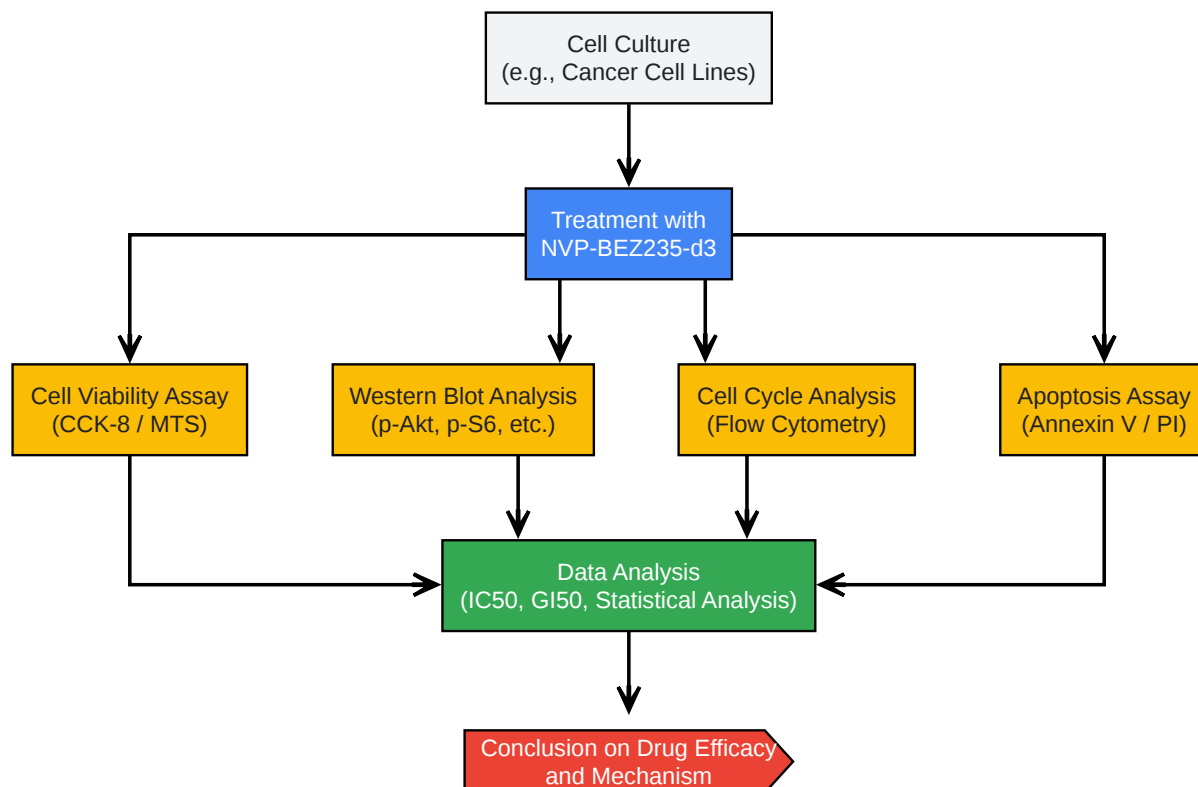 Cell Culture
(e.g., Cancer Cell Lines)
Treatment with
NVP-BEZ235-d3
Cell Viability Assay
(CCK-8 / MTS)
Western Blot Analysis
(p-Akt, p-S6, etc.)
Cell Cycle Analysis
(Flow Cytometry)
Apoptosis Assay
(Annexin V / PI)
Data Analysis
(IC50, GI50, Statistical Analysis)
Conclusion on Drug Efficacy
and Mechanism